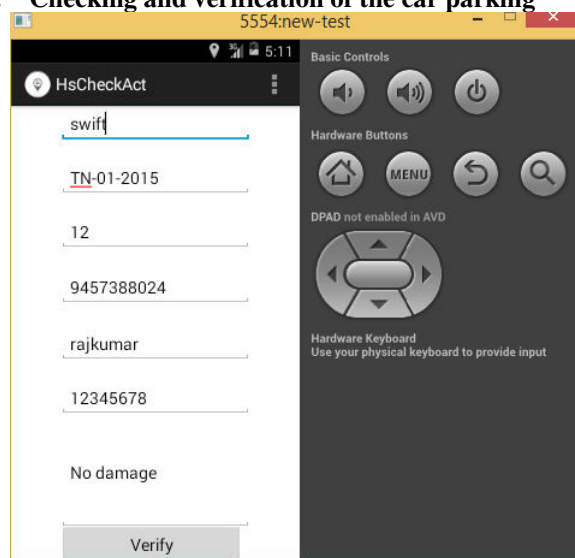 Checking and verification of the car parking
5554:new-test
3G 5:11
HsCheckAct
swift
TN-01-2015
12
9457388024
rajkumar
12345678
No damage
Verify
Basic Controls
Hardware Buttons
MENU
DPAD not enabled in AVD
Hardware Keyboard
Use your physical keyboard to provide input